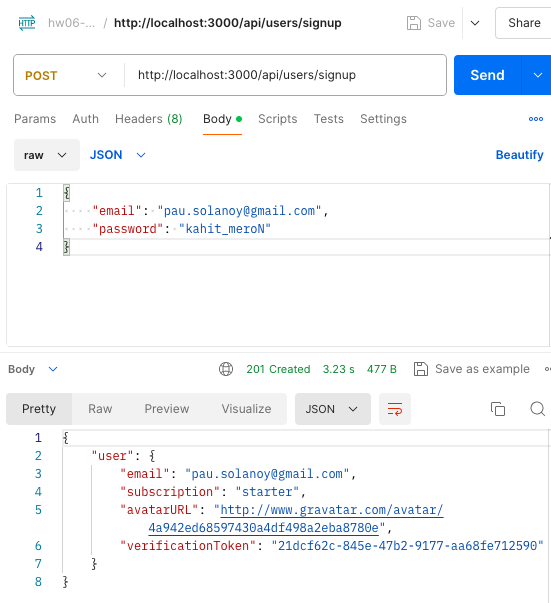 HTTP hw06-... / http://localhost:3000/api/users/signup Save Share
POST http://localhost:3000/api/users/signup Send
Params Auth Headers (8) Body Scripts Tests Settings
raw JSON Beautify
1 {
2 "email": "pau.solanoy@gmail.com",
3 "password": "kahit_meroN"
4 }
Body 201 Created 3.23 s 477 B Save as example
Pretty Raw Preview Visualize JSON
1 {
2 "user": {
3 "email": "pau.solanoy@gmail.com",
4 "subscription": "starter",
5 "avatarURL": "http://www.gravatar.com/avatar/
4a942ed68597430a4df498a2eba8780e",
6 "verificationToken": "21dcf62c-845e-47b2-9177-aa68fe712590"
7 }
8 }